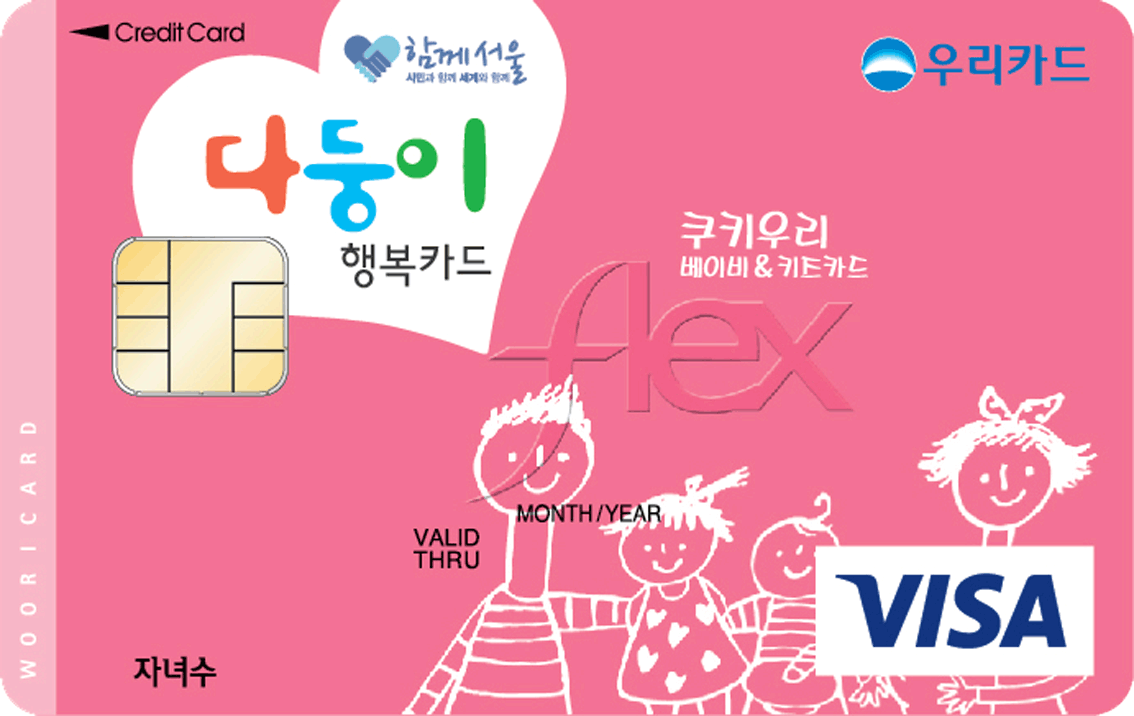 Credit Card
함께서울
시민과 함께 세계와 함께
우리카드
다둥이
행복카드
쿠키우리
베이비 & 키트카드
flex
MONTH/YEAR
VALID
THRU
자녀수
VISA
WOORICARD